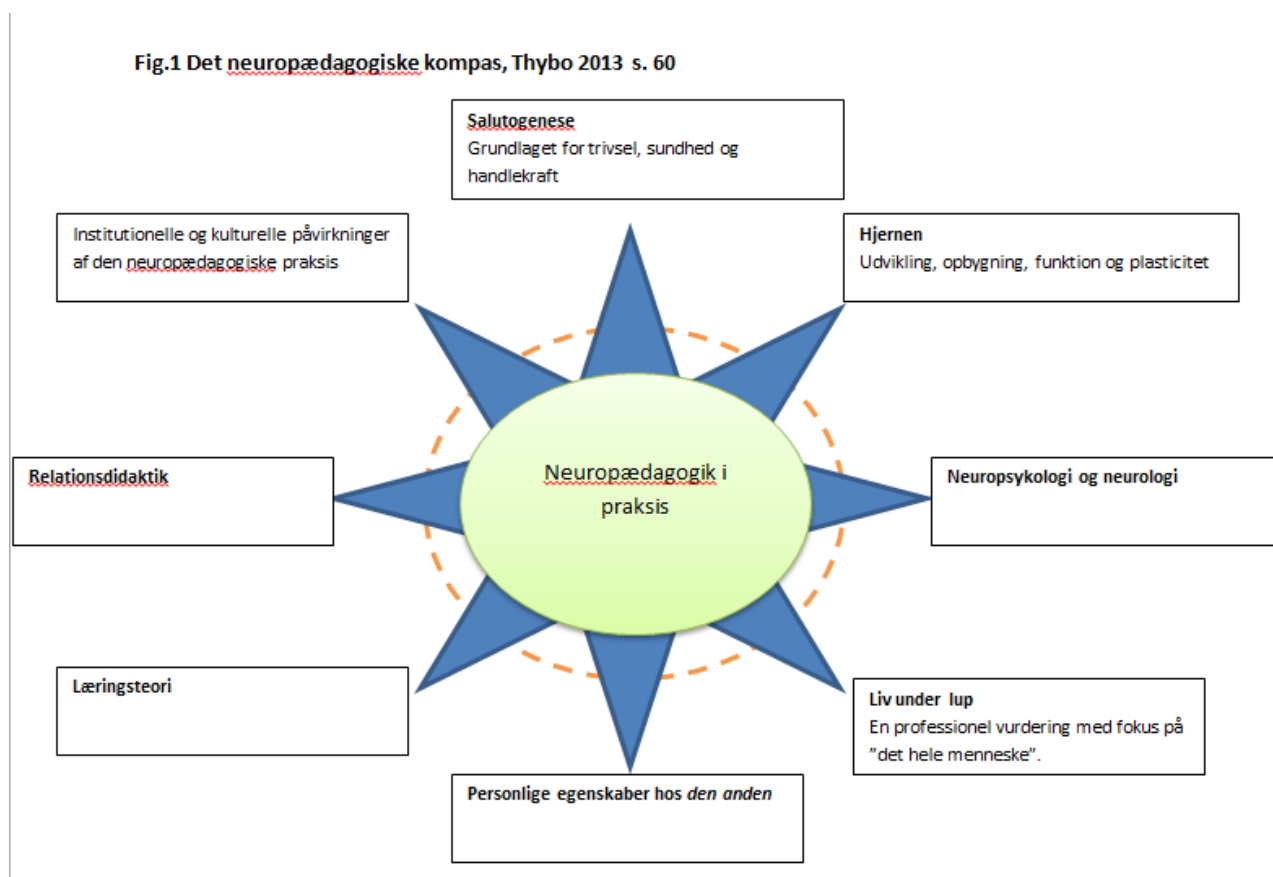 Fig.1 Det neuropædagogiske kompas, Thybo 2013 s. 60
Salutogenese
Grundlaget for trivsel, sundhed og
handlekraft
Institutionelle og kulturelle påvirkninger
af den neuropædagogiske praksis
Hjernen
Udvikling, opbygning, funktion og plasticitet
Relationsdidaktik
Neuropædagogik i
praksis
Neuropsykologi og neurologi
Læringsteori
Liv under lup
En professionel vurdering med fokus på
”det hele menneske”.
Personlige egenskaber hos den anden